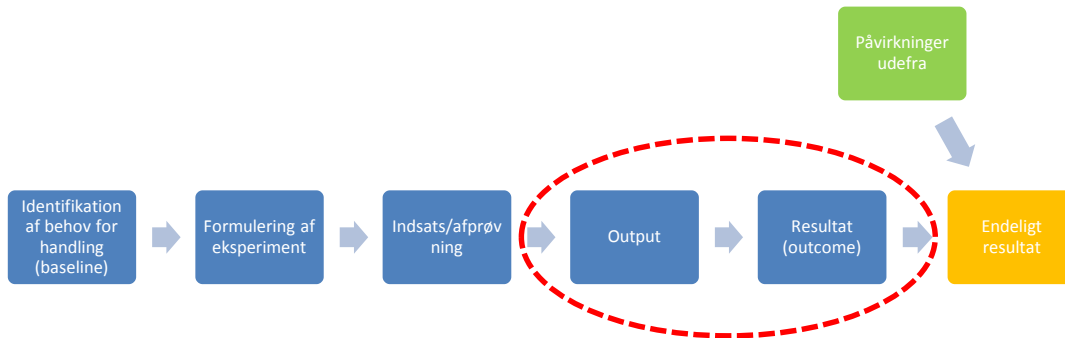 Påvirkninger
udefra
Identifikation
af behov for
handling
(baseline)
Formulering af
eksperiment
Indsats/afprøv
ning
Output
Resultat
(outcome)
Endeligt
resultat